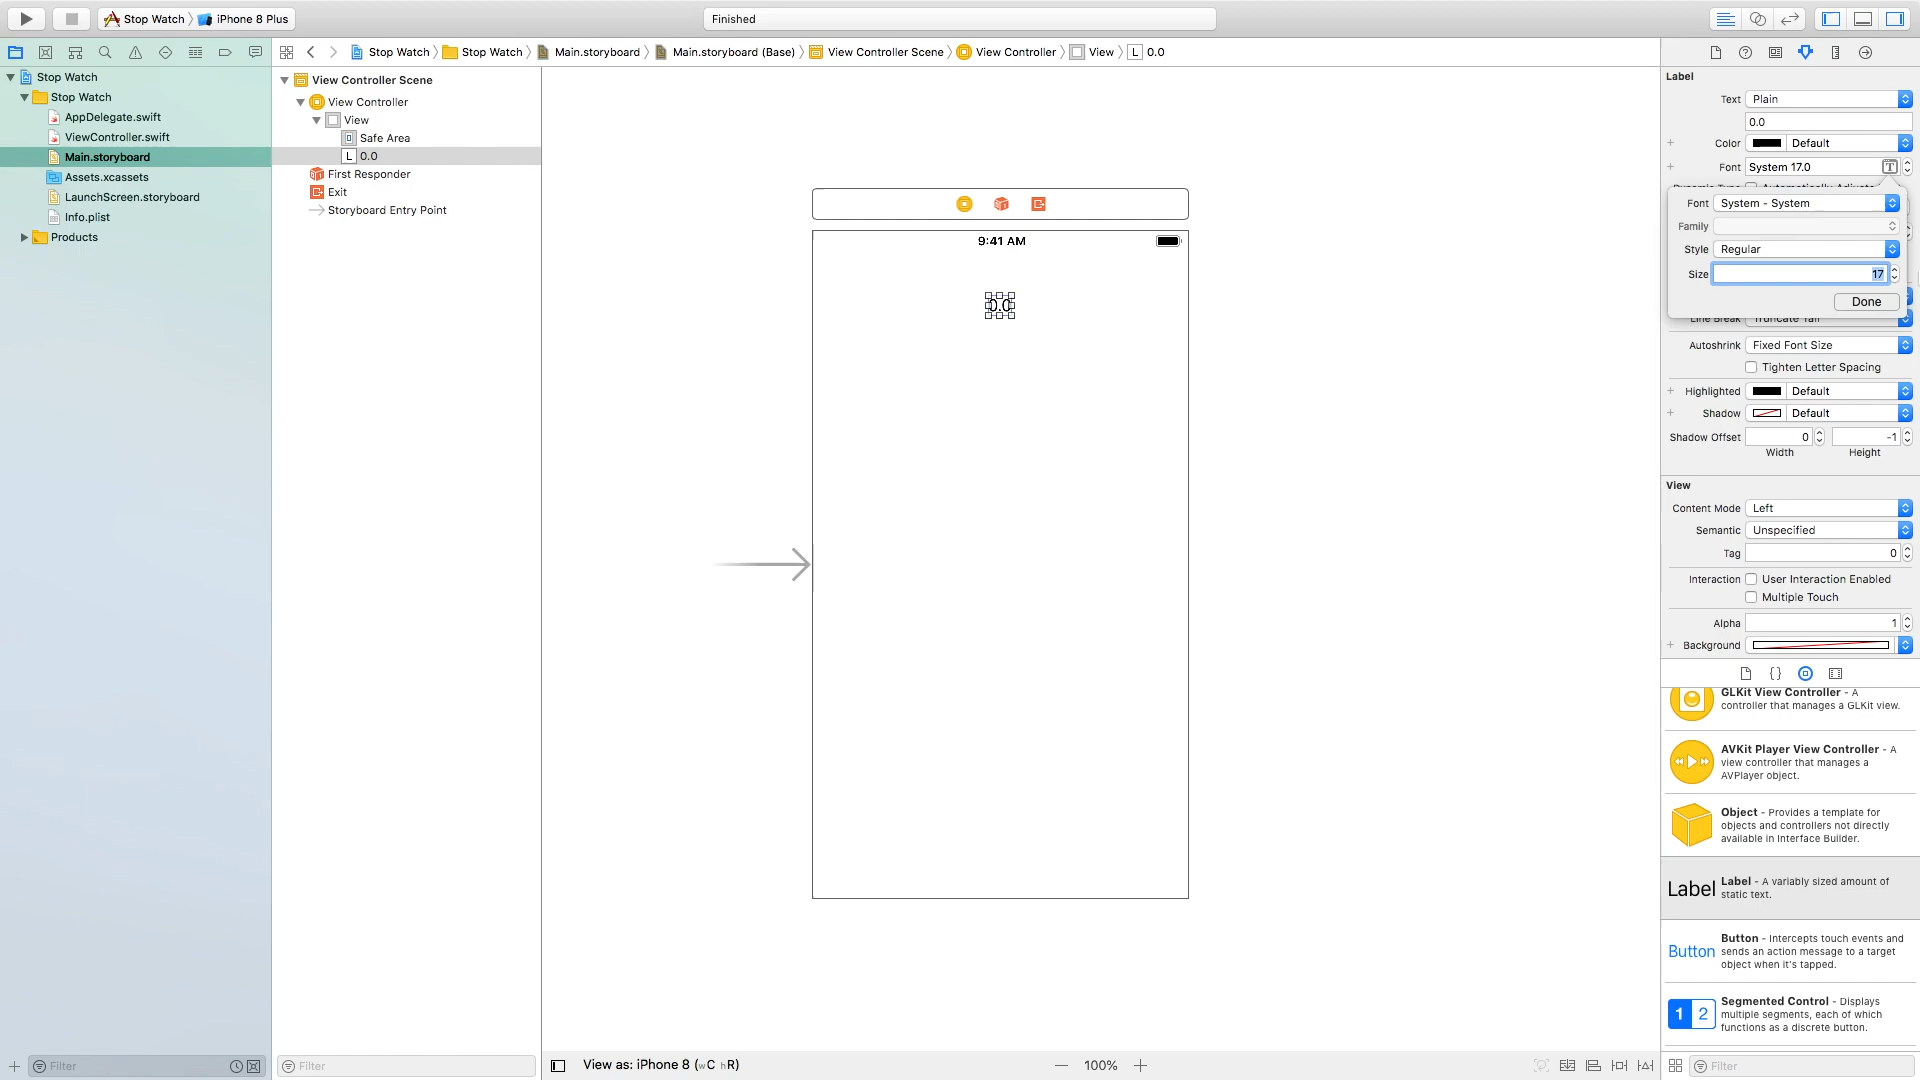 Stop Watch iPhone 8 Plus
Finished
Stop Watch Stop Watch Main.storyboard Main.storyboard (Base) View Controller Scene View Controller View L 0.0
Stop Watch
Stop Watch
AppDelegate.swift
ViewController.swift
Main.storyboard
Assets.xcassets
LaunchScreen.storyboard
Info.plist
Products
Filter
View Controller Scene
View Controller
View
Safe Area
L 0.0
First Responder
Exit
Storyboard Entry Point
Filter
9:41 AM
0.0
View as: iPhone 8 (wC hR)
100%
Label
Text Plain
0.0
Color Default
Font System 17.0
Font System - System
Family
Style Regular
Size 17
Done
Line Break Truncate Tail
Autoshrink Fixed Font Size
Tighten Letter Spacing
Highlighted Default
Shadow Default
Shadow Offset 0 -1
Width Height
View
Content Mode Left
Semantic Unspecified
Tag 0
Interaction User Interaction Enabled
Multiple Touch
Alpha 1
Background
{}
GLKit View Controller - A
controller that manages a GLKit view.
AVKit Player View Controller - A
view controller that manages a
AVPlayer object.
Object - Provides a template for
objects and controllers not directly
available in Interface Builder.
Label
Label - A variably sized amount of
static text.
Button
Button - Intercepts touch events and
sends an action message to a target
object when it's tapped.
1 2
Segmented Control - Displays
multiple segments, each of which
functions as a discrete button.
Filter